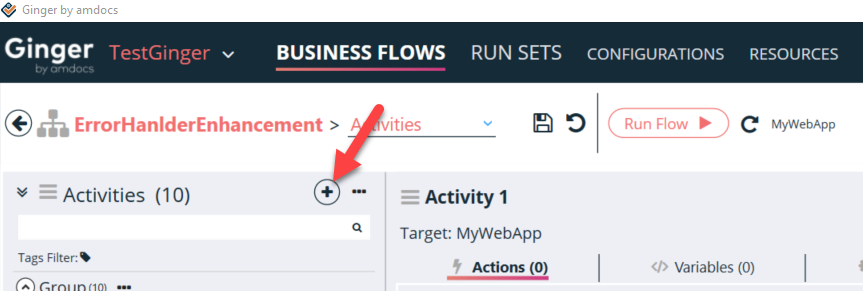 Ginger by amdocs
Ginger
by amdocs
TestGinger
BUSINESS FLOWS
RUN SETS
CONFIGURATIONS
RESOURCES
ErrorHanlderEnhancement > Activities
Run Flow
MyWebApp
Activities (10)
Activity 1
Target: MyWebApp
Tags Filter:
Actions (0)
Variables (0)
Group(10)